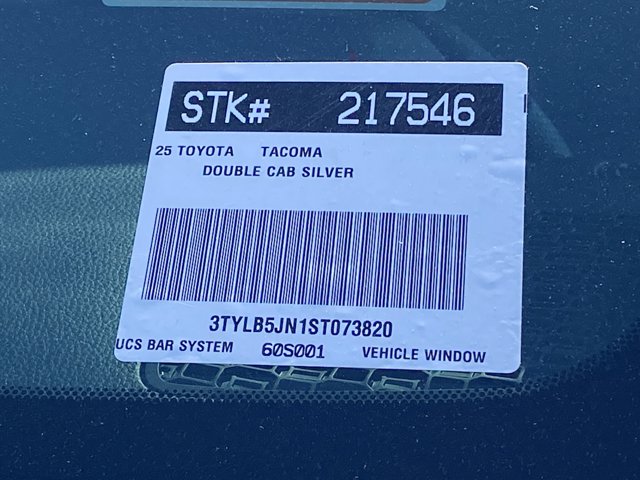 STK# 217546
25 TOYOTA TACOMA
DOUBLE CAB SILVER
3TYLB5JN1ST073820
UCS BAR SYSTEM 60S001 VEHICLE WINDOW